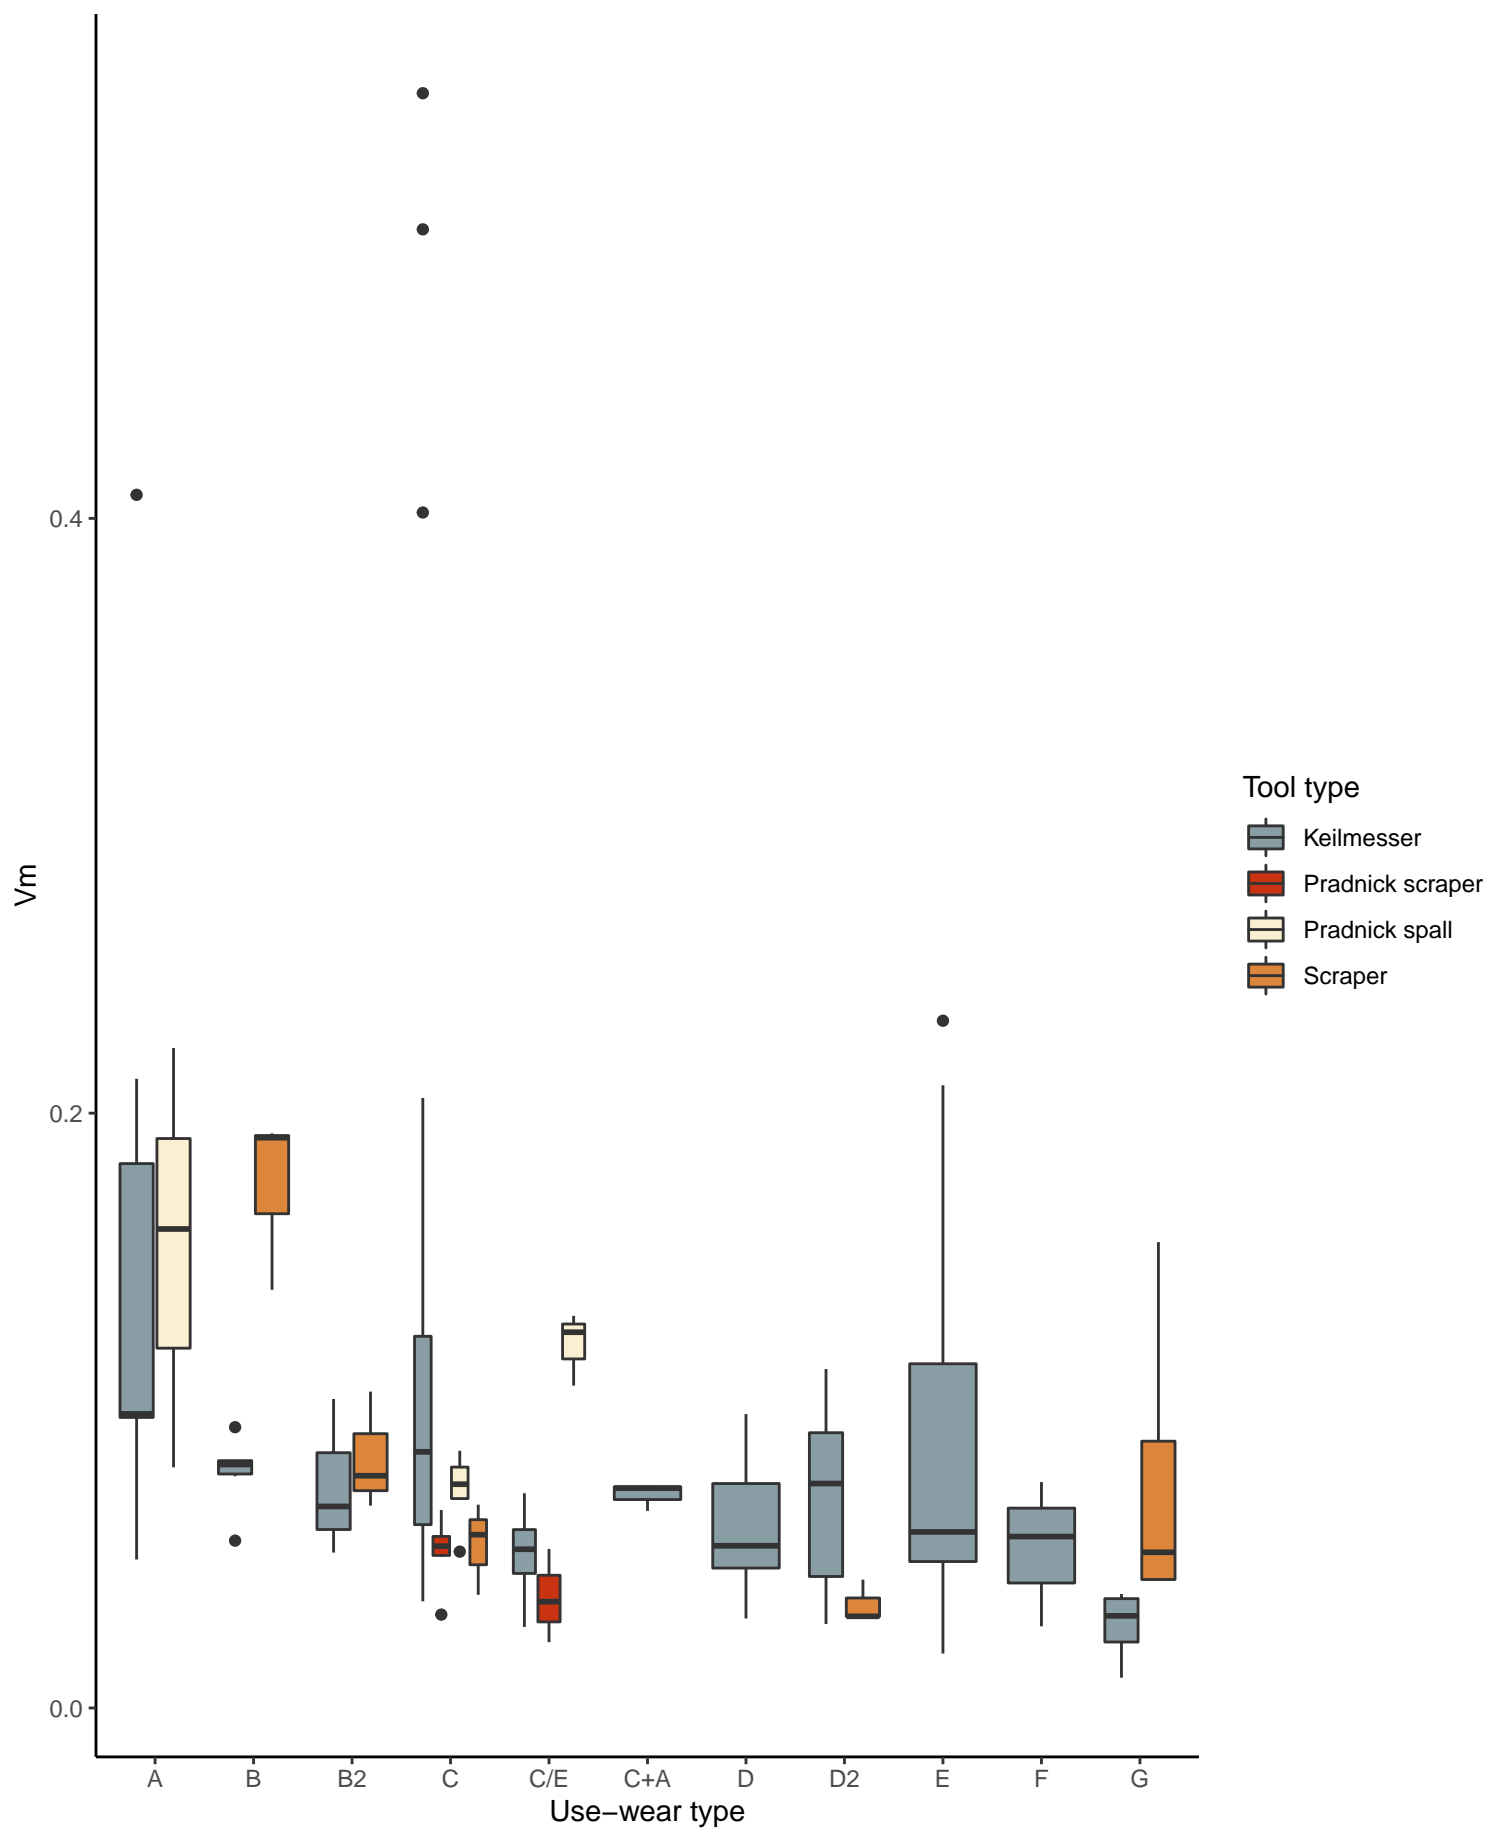 0.4
0.2
0.0
Vm
A B B2 C C/E C+A D D2 E F G
Use−wear type
Tool type
Keilmesser
Pradnick scraper
Pradnick spall
Scraper